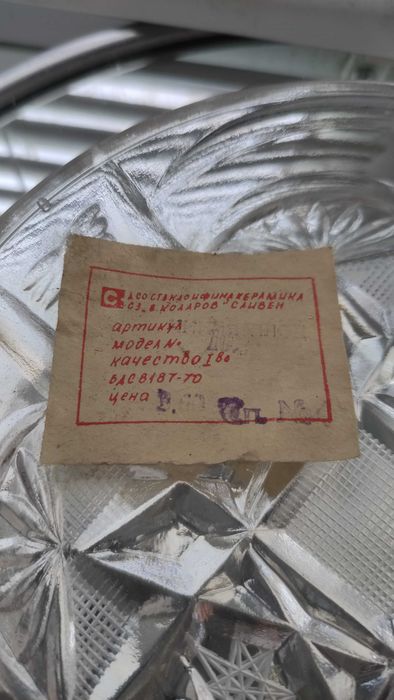 С ДСО СТЪКЛО И ФИНА КЕРАМИКА
СЗ В. КОЛАРОВ СЛИВЕН
артикул
модел №
качество I во
БДС 8187-70
цена